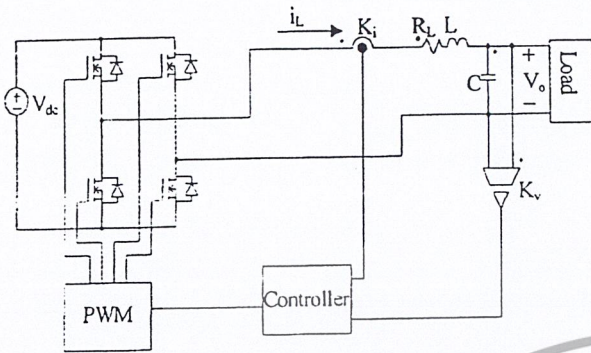 i_L
K_i
R_L L
V_dc
C
+
V_o
−
Load
K_v
Controller
PWM